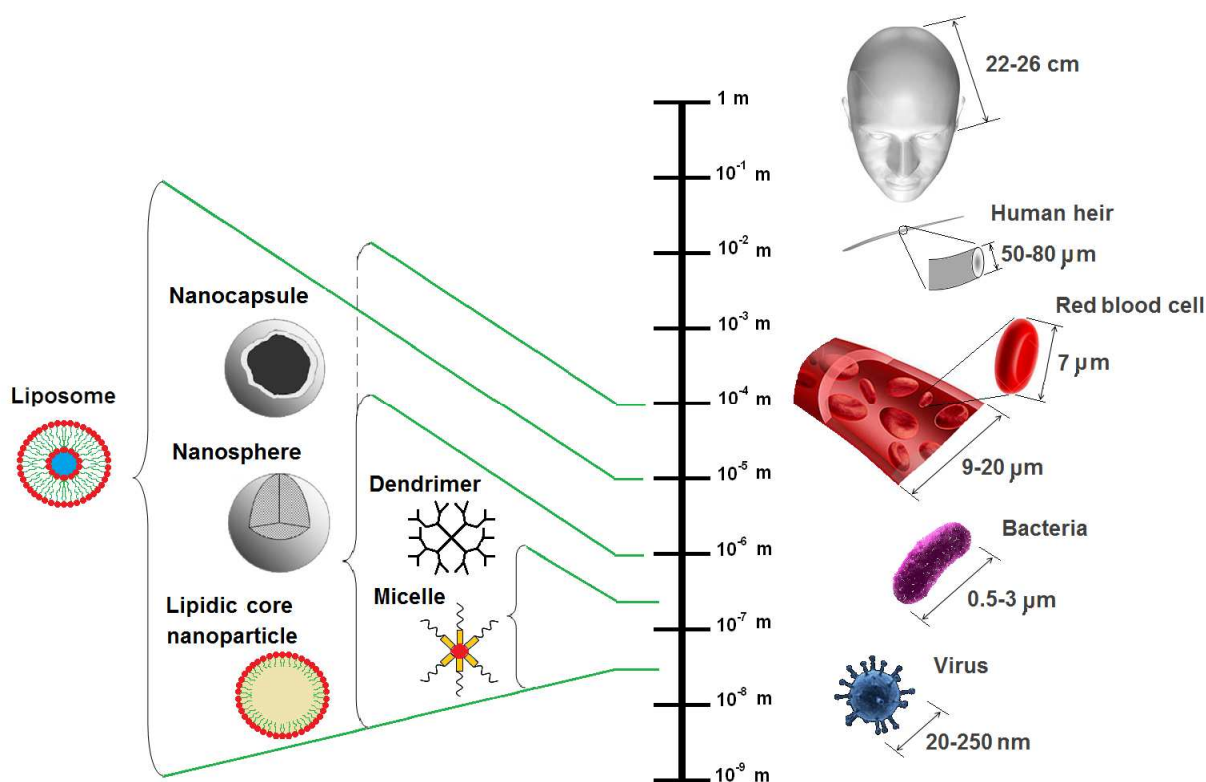 Liposome
Nanocapsule
Nanosphere
Lipidic core
nanoparticle
Dendrimer
Micelle
1 m
10⁻¹ m
10⁻² m
10⁻³ m
10⁻⁴ m
10⁻⁵ m
10⁻⁶ m
10⁻⁷ m
10⁻⁸ m
10⁻⁹ m
22-26 cm
Human heir
50-80 µm
Red blood cell
7 µm
9-20 µm
Bacteria
0.5-3 µm
Virus
20-250 nm